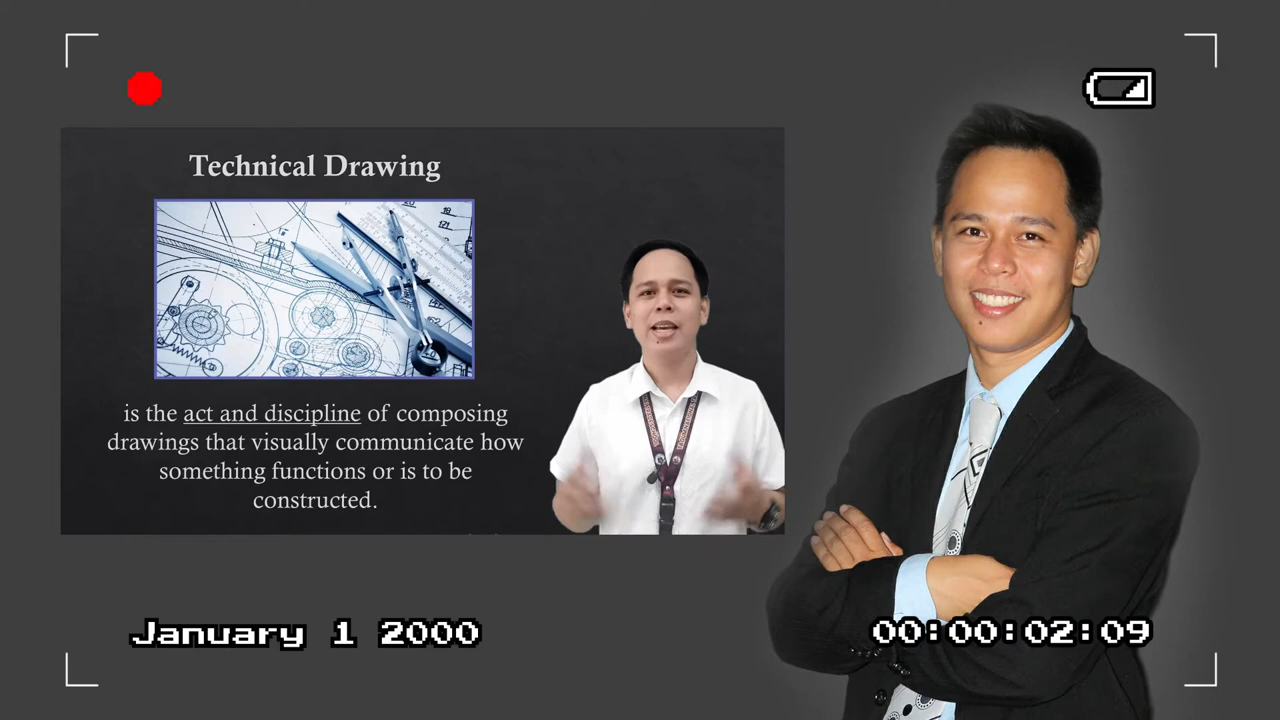 Technical Drawing
is the act and discipline of composing
drawings that visually communicate how
something functions or is to be
constructed.
January 1 2000
00:00:02:09